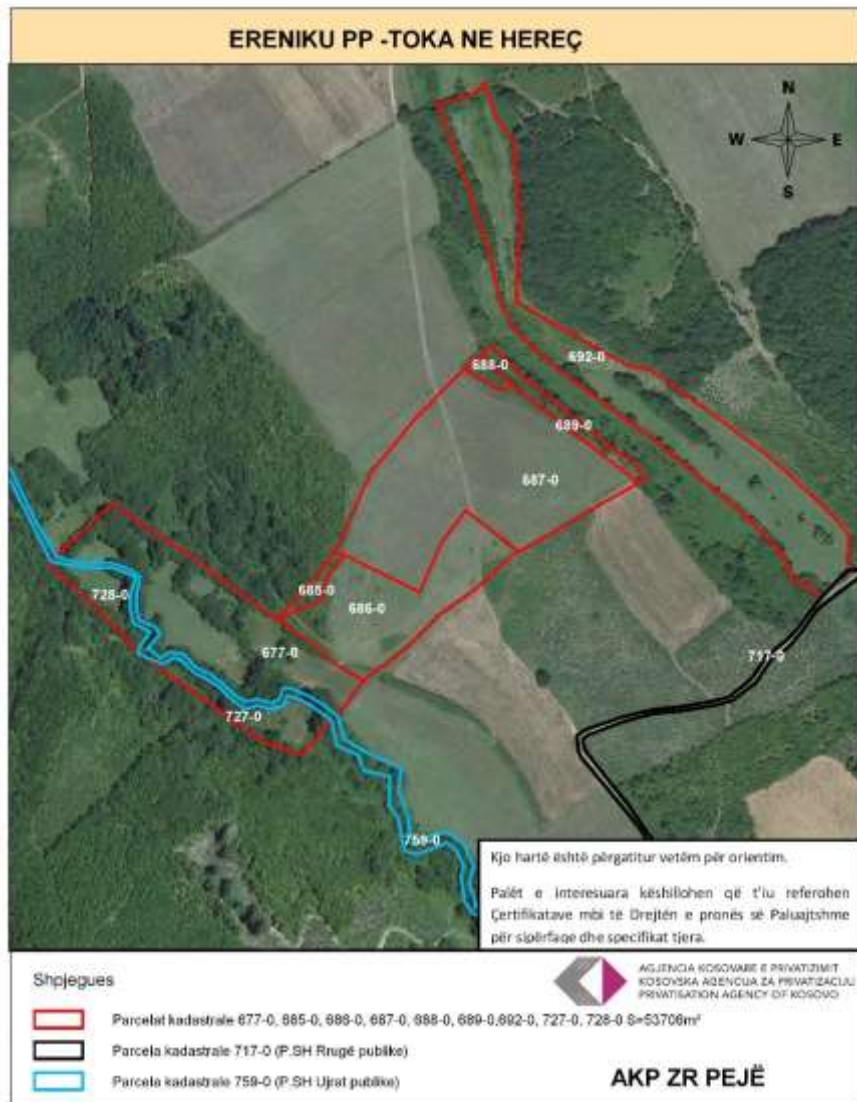 ERENIKU PP -TOKA NE HEREÇ
N
W E
S
692-0
688-0
689-0
687-0
685-0
686-0
728-0
677-0
717-0
727-0
759-0
Kjo hartë është përgatitur vetëm për orientim.
Palët e interesuara këshillohen që t'iu referohen
Çertifikatave mbi të Drejtën e pronës së Paluajtshme
për sipërfaqe dhe specifikat tjera.
Shpjegues
AGJENCIA KOSOVARE E PRIVATIZIMIT
KOSOVSKA AGENCIJA ZA PRIVATIZACIJU
PRIVATISATION AGENCY OF KOSOVO
Parcelat kadastrale 677-0, 685-0, 686-0, 687-0, 688-0, 689-0,692-0, 727-0, 728-0 S=53706m²
Parcela kadastrale 717-0 (P.SH Rrugë publike)
Parcela kadastrale 759-0 (P.SH Ujrat publike)
AKP ZR PEJË